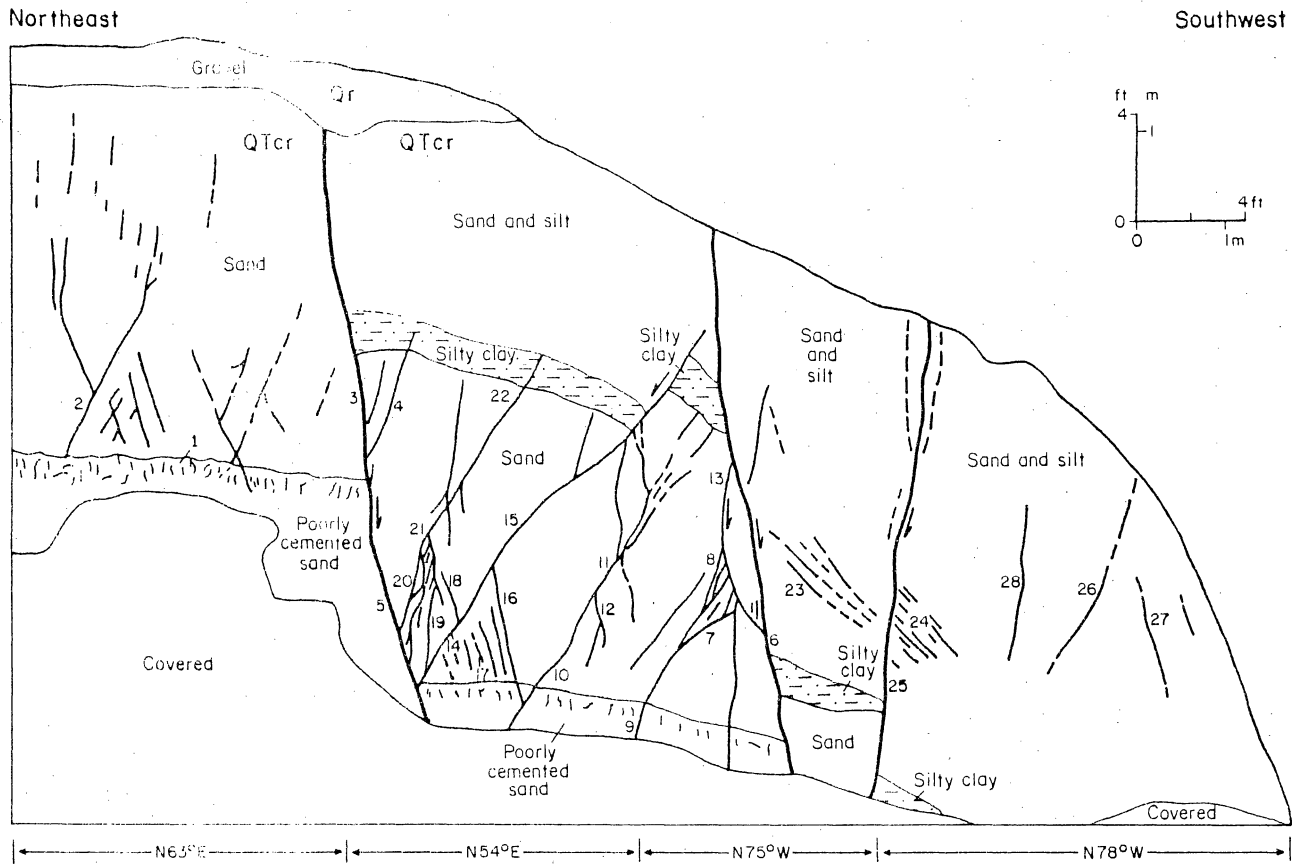 Northeast
Southwest
Gravel
Qr
ft m
4
1
4 ft
0
0
1m
QTcr
QTcr
Sand and silt
Sand
Silty clay
Silty
clay
Sand
and
silt
3
4
22
2
1
Sand
Sand and silt
13
Poorly
cemented
sand
15
21
11
8
23
28
26
20
18
16
12
24
27
5
19
14
7
11
6
17
10
Silty
clay
25
Covered
9
Sand
Poorly
cemented
sand
Silty clay
Covered
N63°E
N54°E
N75°W
N78°W